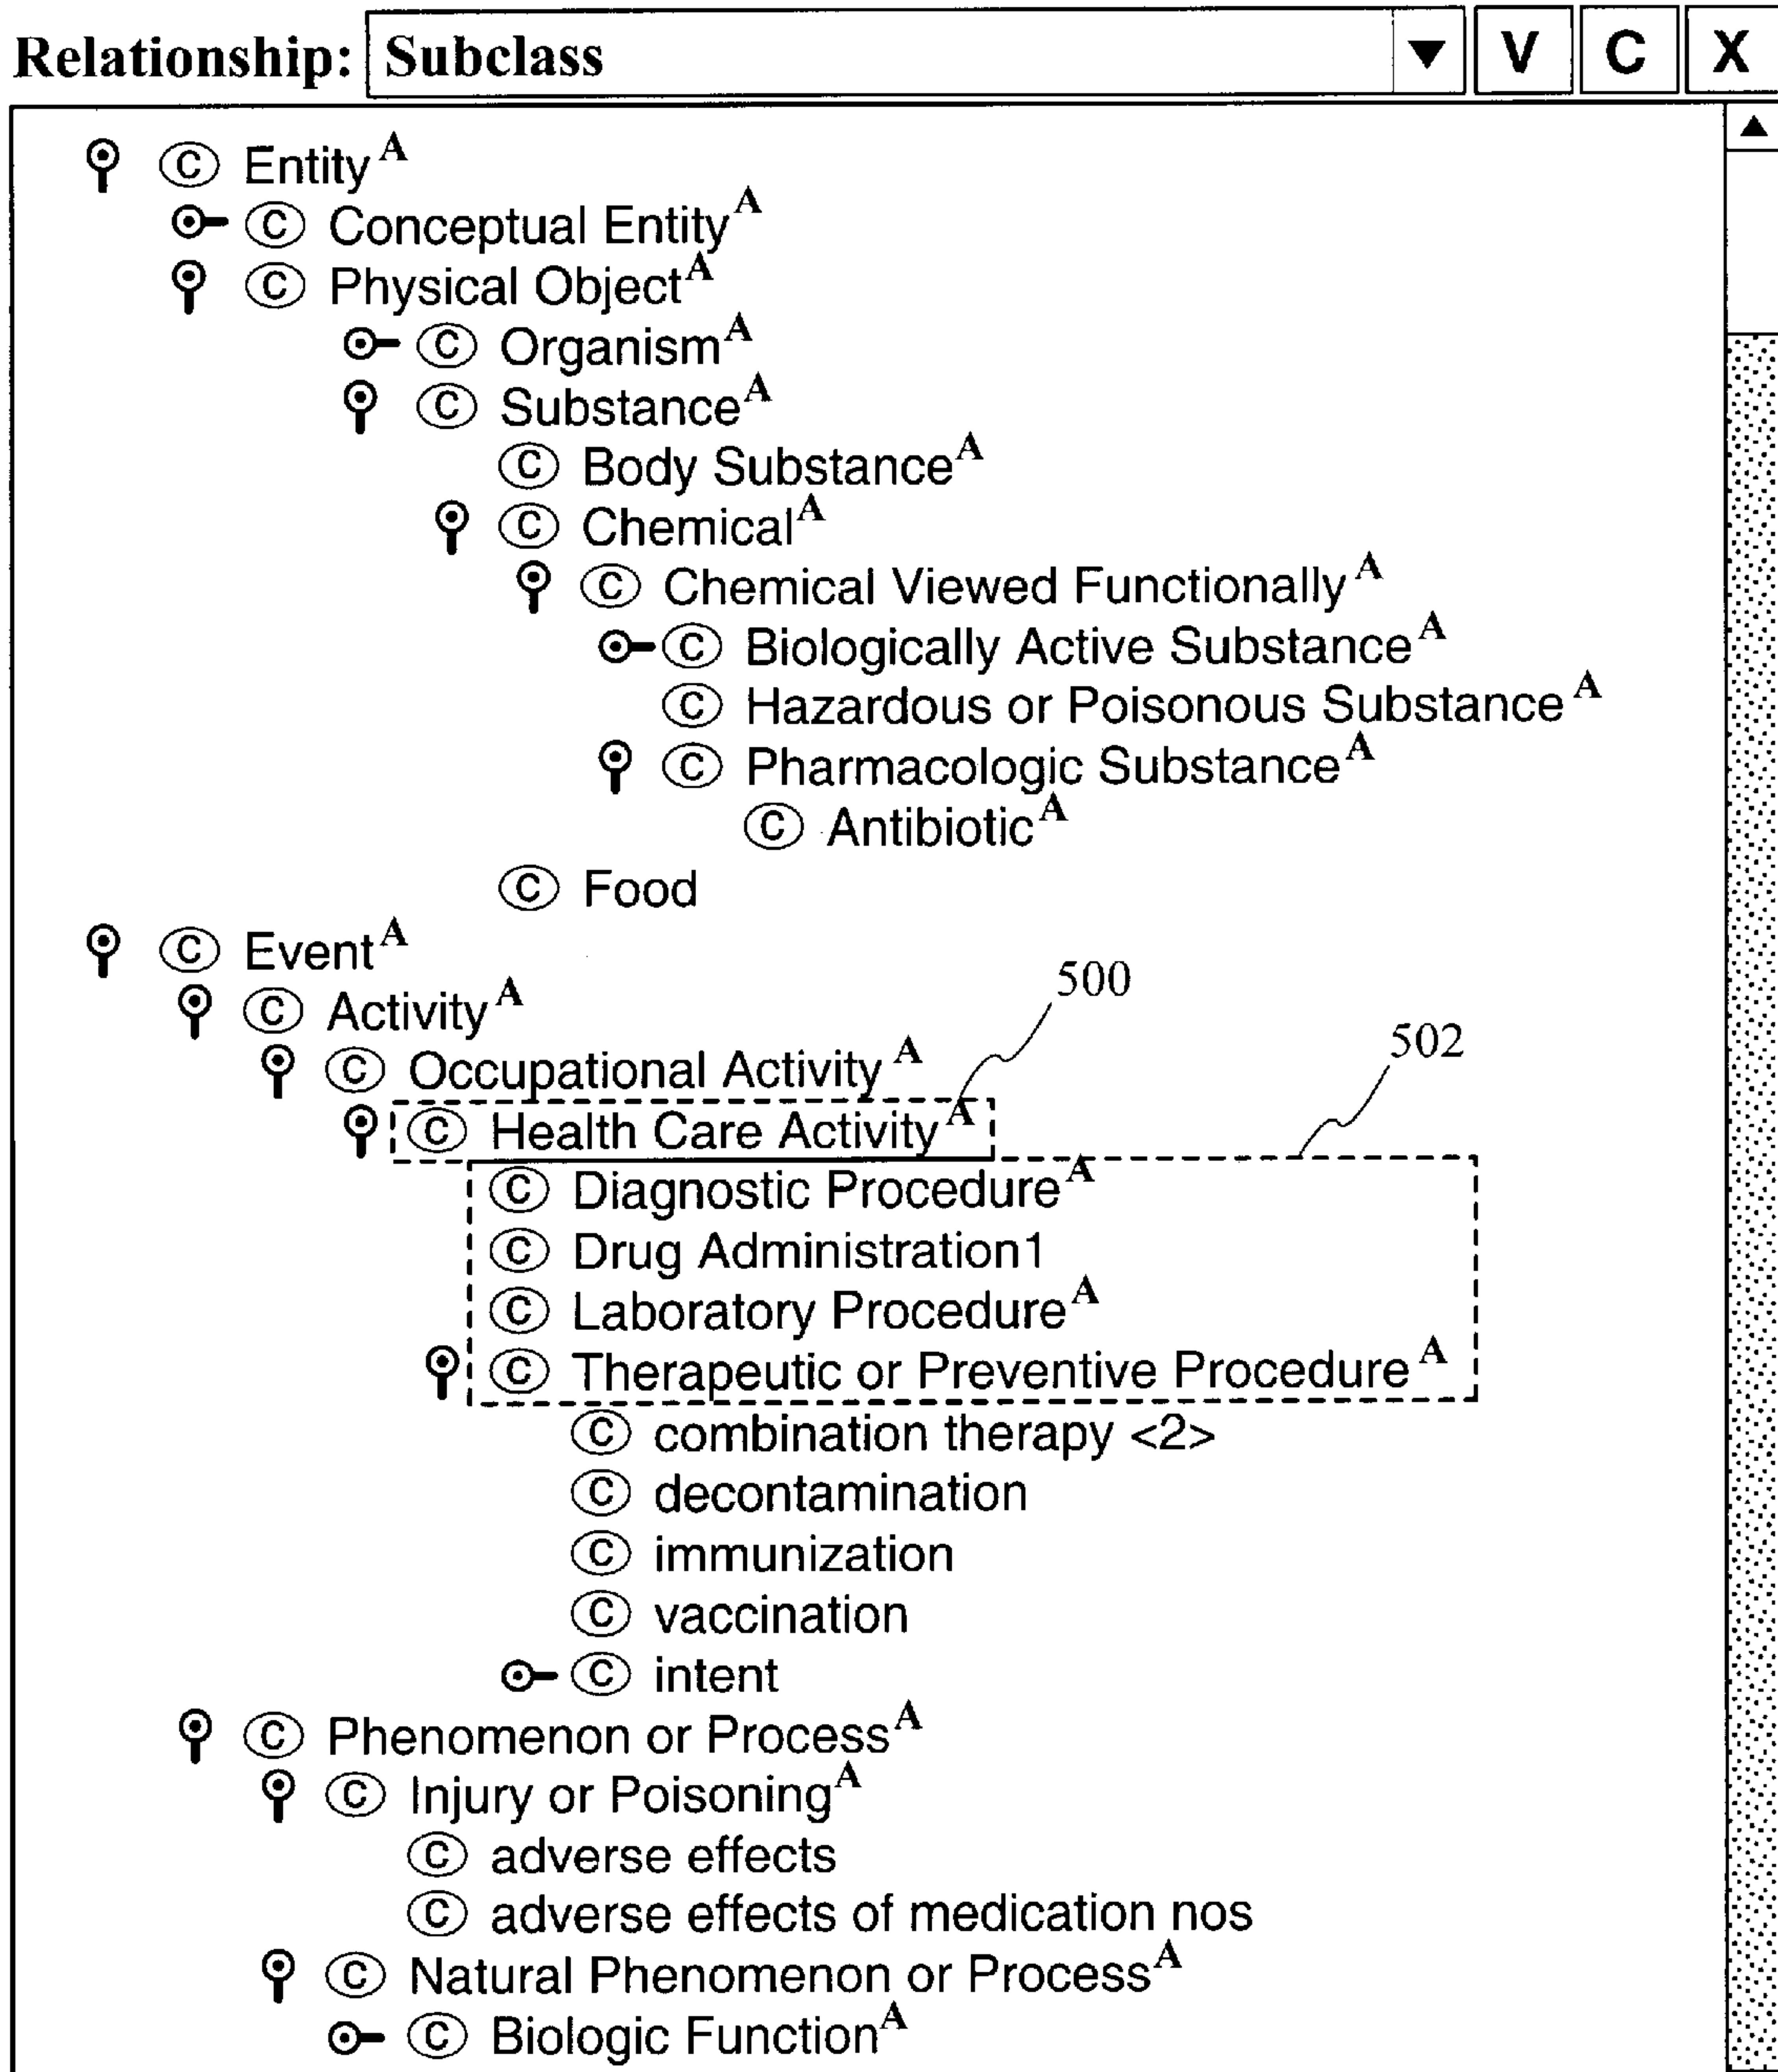 Relationship: Subclass V C X
Ⓒ Entity A
Ⓒ Conceptual Entity A
Ⓒ Physical Object A
Ⓒ Organism A
Ⓒ Substance A
Ⓒ Body Substance A
Ⓒ Chemical A
Ⓒ Chemical Viewed Functionally A
Ⓒ Biologically Active Substance A
Ⓒ Hazardous or Poisonous Substance A
Ⓒ Pharmacologic Substance A
Ⓒ Antibiotic A
Ⓒ Food
Ⓒ Event A
500
Ⓒ Activity A
502
Ⓒ Occupational Activity A
Ⓒ Health Care Activity A
Ⓒ Diagnostic Procedure A
Ⓒ Drug Administration1
Ⓒ Laboratory Procedure A
Ⓒ Therapeutic or Preventive Procedure A
Ⓒ combination therapy <2>
Ⓒ decontamination
Ⓒ immunization
Ⓒ vaccination
Ⓒ intent
Ⓒ Phenomenon or Process A
Ⓒ Injury or Poisoning A
Ⓒ adverse effects
Ⓒ adverse effects of medication nos
Ⓒ Natural Phenomenon or Process A
Ⓒ Biologic Function A